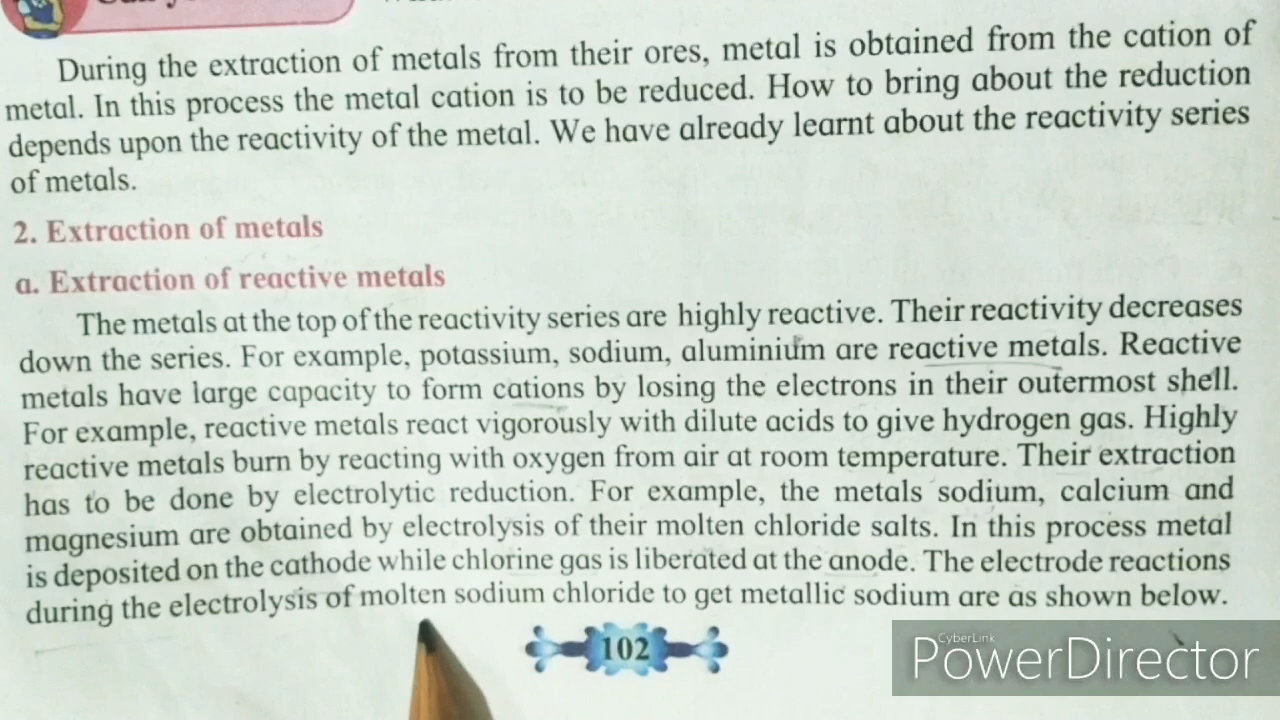 During the extraction of metals from their ores, metal is obtained from the cation of
metal. In this process the metal cation is to be reduced. How to bring about the reduction
depends upon the reactivity of the metal. We have already learnt about the reactivity series
of metals.
2. Extraction of metals
a. Extraction of reactive metals
The metals at the top of the reactivity series are highly reactive. Their reactivity decreases
down the series. For example, potassium, sodium, aluminium are reactive metals. Reactive
metals have large capacity to form cations by losing the electrons in their outermost shell.
For example, reactive metals react vigorously with dilute acids to give hydrogen gas. Highly
reactive metals burn by reacting with oxygen from air at room temperature. Their extraction
has to be done by electrolytic reduction. For example, the metals sodium, calcium and
magnesium are obtained by electrolysis of their molten chloride salts. In this process metal
is deposited on the cathode while chlorine gas is liberated at the anode. The electrode reactions
during the electrolysis of molten sodium chloride to get metallic sodium are as shown below.
102
CyberLink
PowerDirector